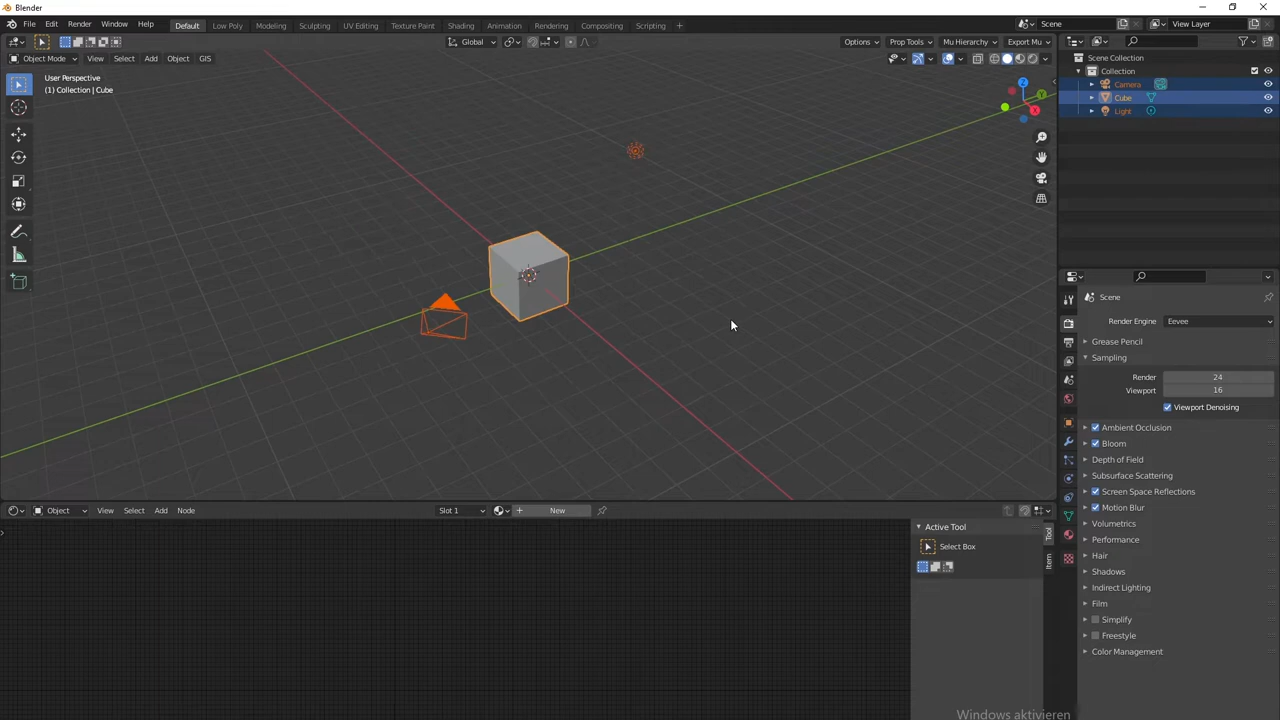 Blender
File Edit Render Window Help Default Low Poly Modeling Sculpting UV Editing Texture Paint Shading Animation Rendering Compositing Scripting + Scene View Layer
Global Options Prop Tools Mu Hierarchy Export Mu
Object Mode View Select Add Object GIS
User Perspective
(1) Collection | Cube
Z
Y
X
Scene Collection
Collection
Camera
Cube
Light
Scene
Render Engine Eevee
Grease Pencil
Sampling
Render 24
Viewport 16
Viewport Denoising
Ambient Occlusion
Bloom
Depth of Field
Subsurface Scattering
Screen Space Reflections
Motion Blur
Volumetrics
Performance
Hair
Shadows
Indirect Lighting
Film
Simplify
Freestyle
Color Management
Object View Select Add Node Slot 1 + New
Active Tool
Select Box
Tool
Item
Windows aktivieren